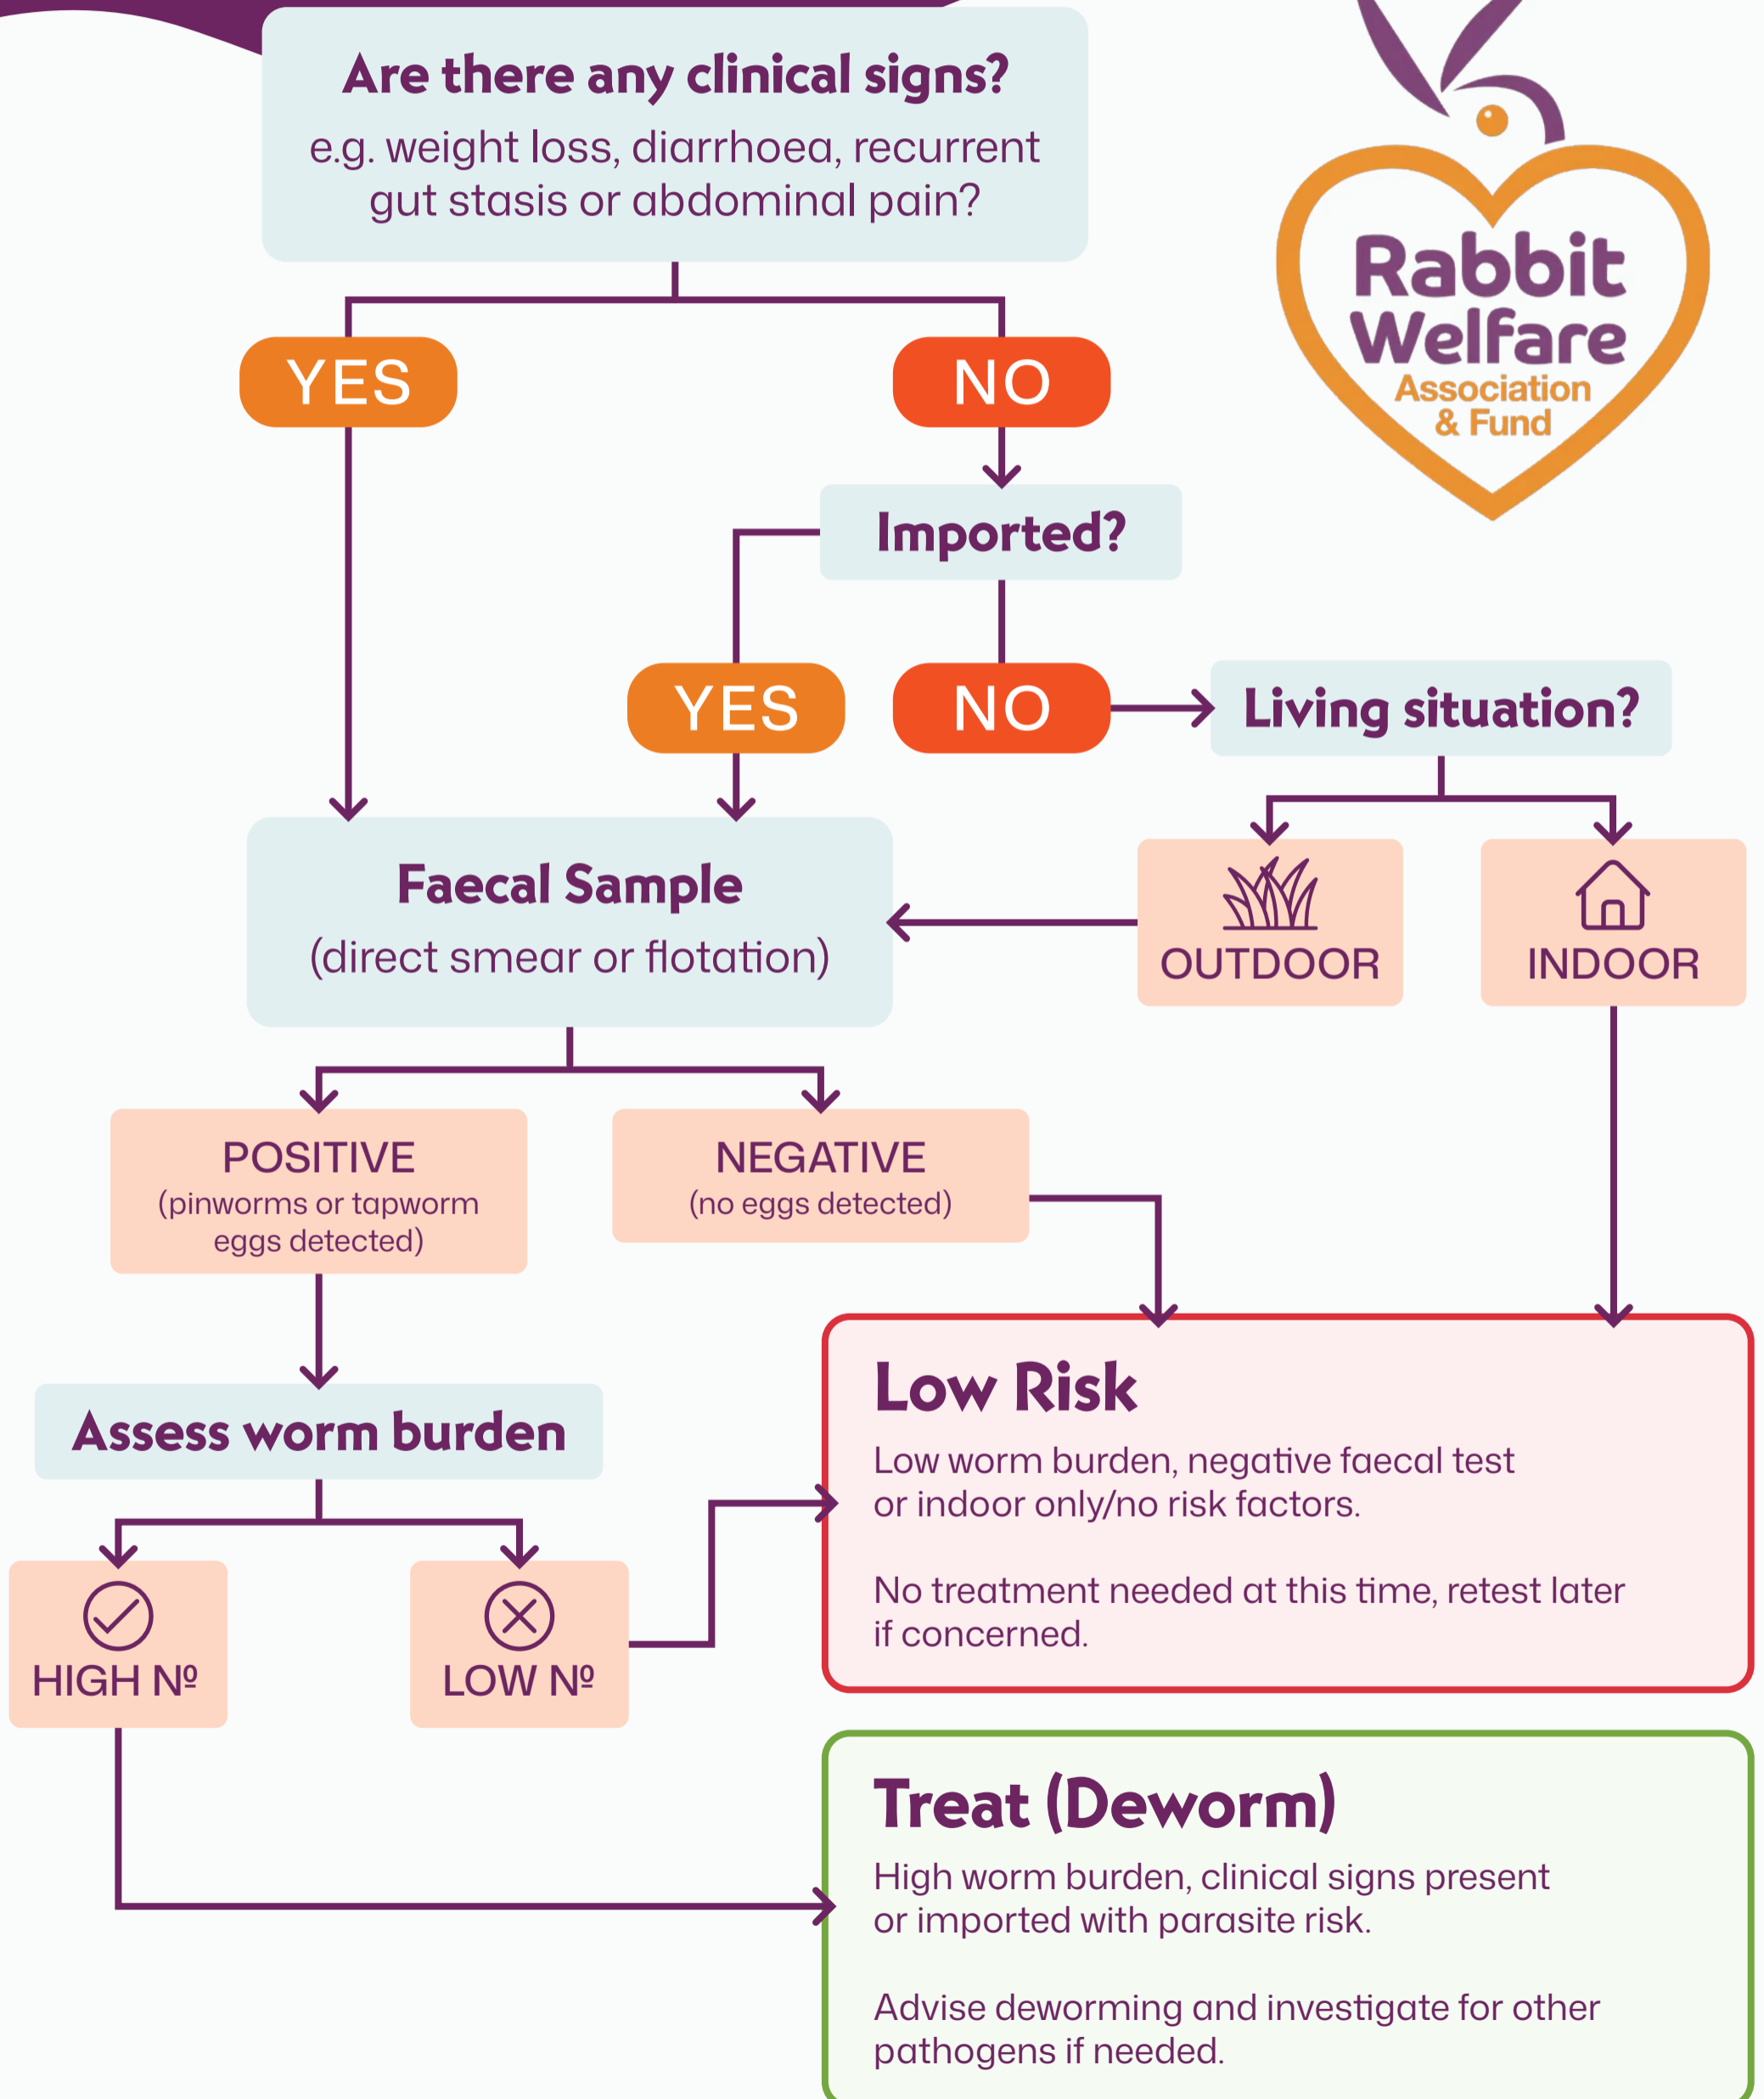 Are there any clinical signs?
e.g. weight loss, diarrhoea, recurrent
gut stasis or abdominal pain?
Rabbit
Welfare
Association
& Fund
YES
NO
Imported?
YES
NO
Living situation?
OUTDOOR
INDOOR
Faecal Sample
(direct smear or flotation)
POSITIVE
(pinworms or tapworm
eggs detected)
NEGATIVE
(no eggs detected)
Assess worm burden
HIGH Nº
LOW Nº
Low Risk
Low worm burden, negative faecal test
or indoor only/no risk factors.
No treatment needed at this time, retest later
if concerned.
Treat (Deworm)
High worm burden, clinical signs present
or imported with parasite risk.
Advise deworming and investigate for other
pathogens if needed.